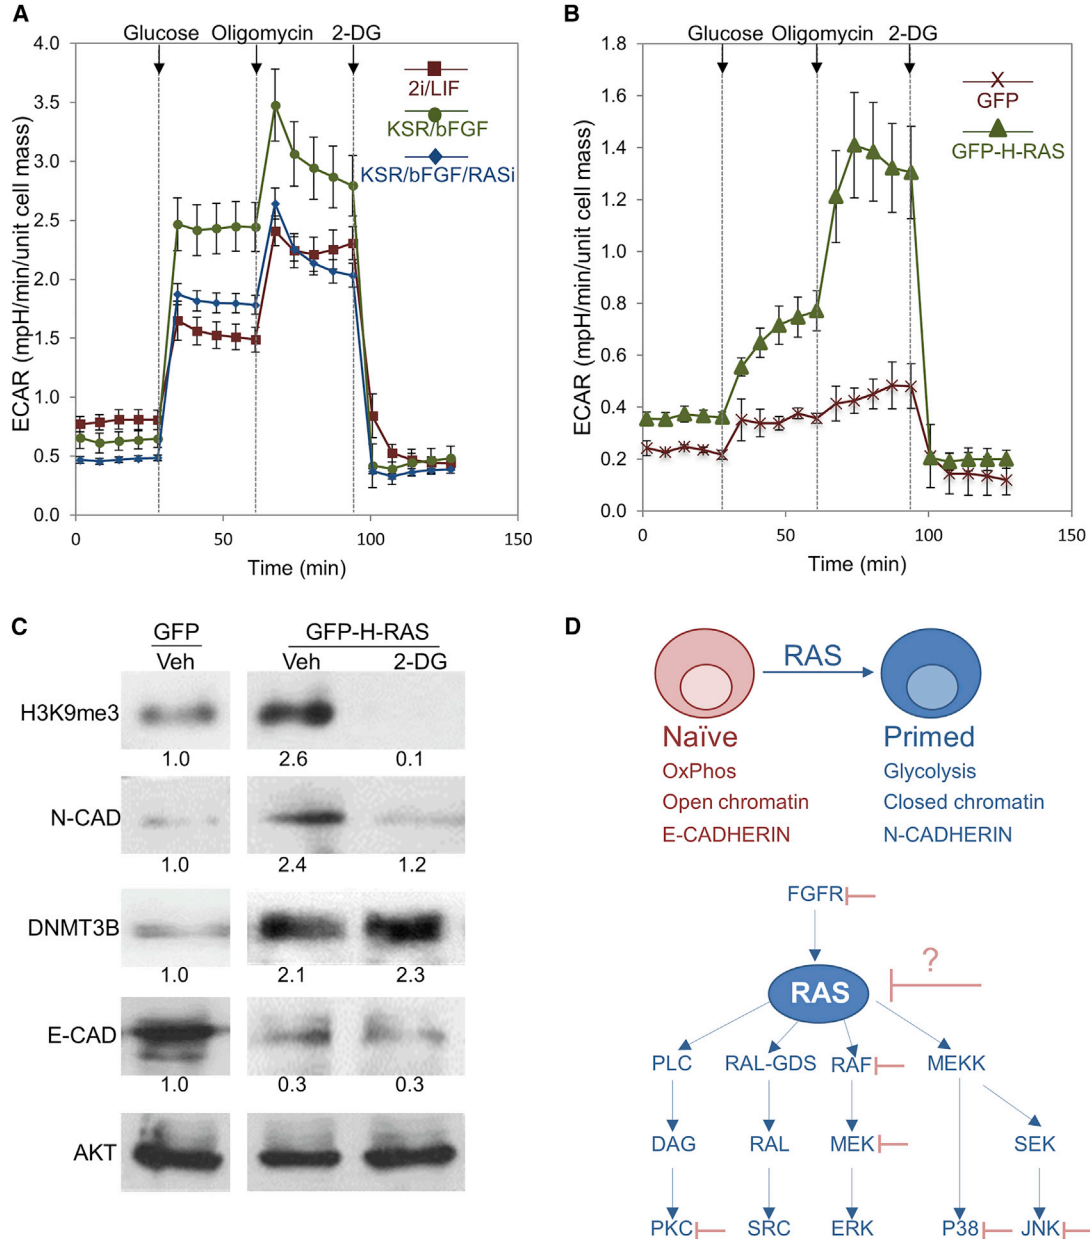 A
Glucose Oligomycin 2-DG
4.0
3.5
3.0
2.5
2.0
1.5
1.0
0.5
0.0
ECAR (mpH/min/unit cell mass)
2i/LIF
KSR/bFGF
KSR/bFGF/RASi
0 50 100 150
Time (min)
B
Glucose Oligomycin 2-DG
1.8
1.6
1.4
1.2
1.0
0.8
0.6
0.4
0.2
0.0
ECAR (mpH/min/unit cell mass)
GFP
GFP-H-RAS
0 50 100 150
Time (min)
C
GFP GFP-H-RAS
Veh Veh 2-DG
H3K9me3
1.0 2.6 0.1
N-CAD
1.0 2.4 1.2
DNMT3B
1.0 2.1 2.3
E-CAD
1.0 0.3 0.3
AKT
D
RAS
Naïve Primed
OxPhos Glycolysis
Open chromatin Closed chromatin
E-CADHERIN N-CADHERIN
FGFR
?
RAS
PLC RAL-GDS RAF MEKK
DAG RAL MEK SEK
PKC SRC ERK P38 JNK